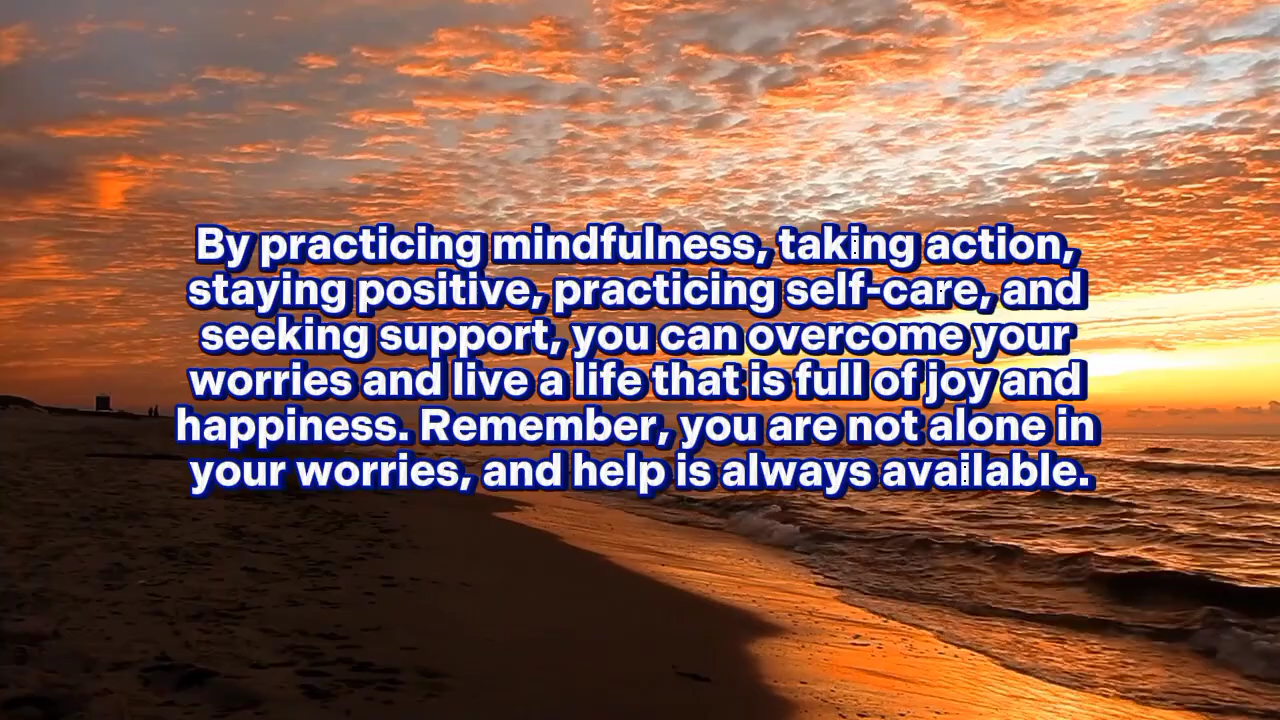 By practicing mindfulness, taking action,
staying positive, practicing self-care, and
seeking support, you can overcome your
worries and live a life that is full of joy and
happiness. Remember, you are not alone in
your worries, and help is always available.